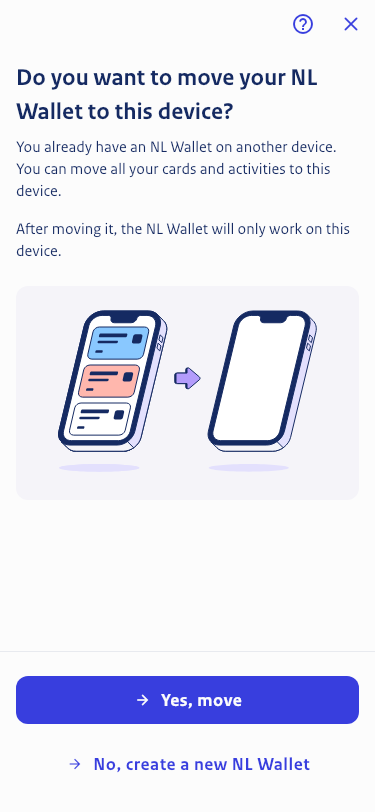 Do you want to move your NL
Wallet to this device?
You already have an NL Wallet on another device.
You can move all your cards and activities to this
device.
After moving it, the NL Wallet will only work on this
device.
Yes, move
No, create a new NL Wallet